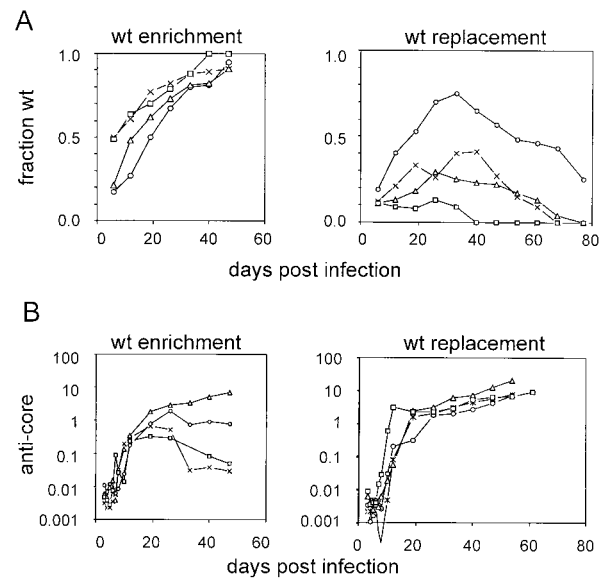 A
wt enrichment
wt replacement
fraction wt
1.0
0.5
0.0
0 20 40 60
1.0
0.5
0.0
0 20 40 60 80
days post infection
B
wt enrichment
wt replacement
anti-core
100
10
1
0.1
0.01
0.001
0 20 40 60
100
10
1
0.1
0.01
0.001
0 20 40 60 80
days post infection